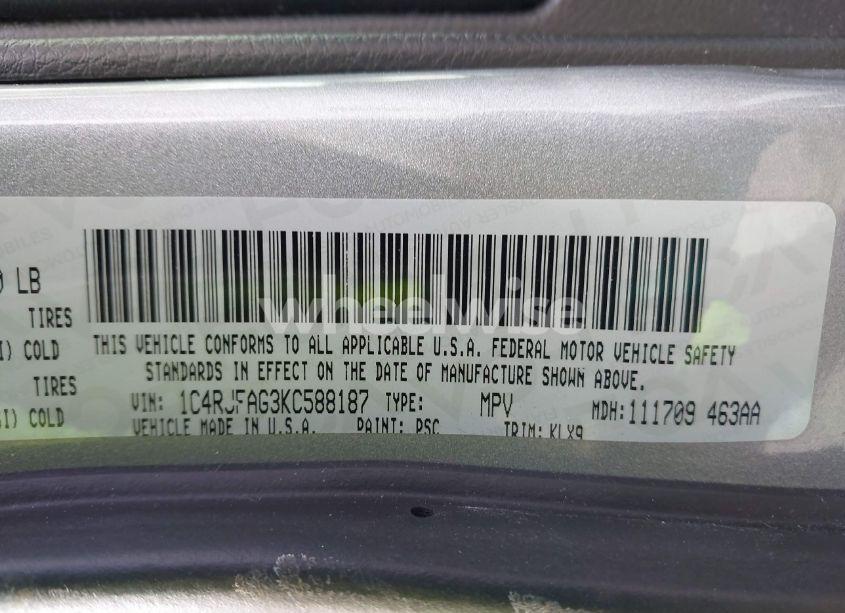 LB
TIRES
COLD
TIRES
COLD
wheelwise
THIS VEHICLE CONFORMS TO ALL APPLICABLE U.S.A. FEDERAL MOTOR VEHICLE SAFETY
STANDARDS IN EFFECT ON THE DATE OF MANUFACTURE SHOWN ABOVE.
VIN: 1C4RJFAG3KC588187 TYPE: MPV MDH:111709 463AA
VEHICLE MADE IN U.S.A. PAINT: PSC TRIM: KLX9